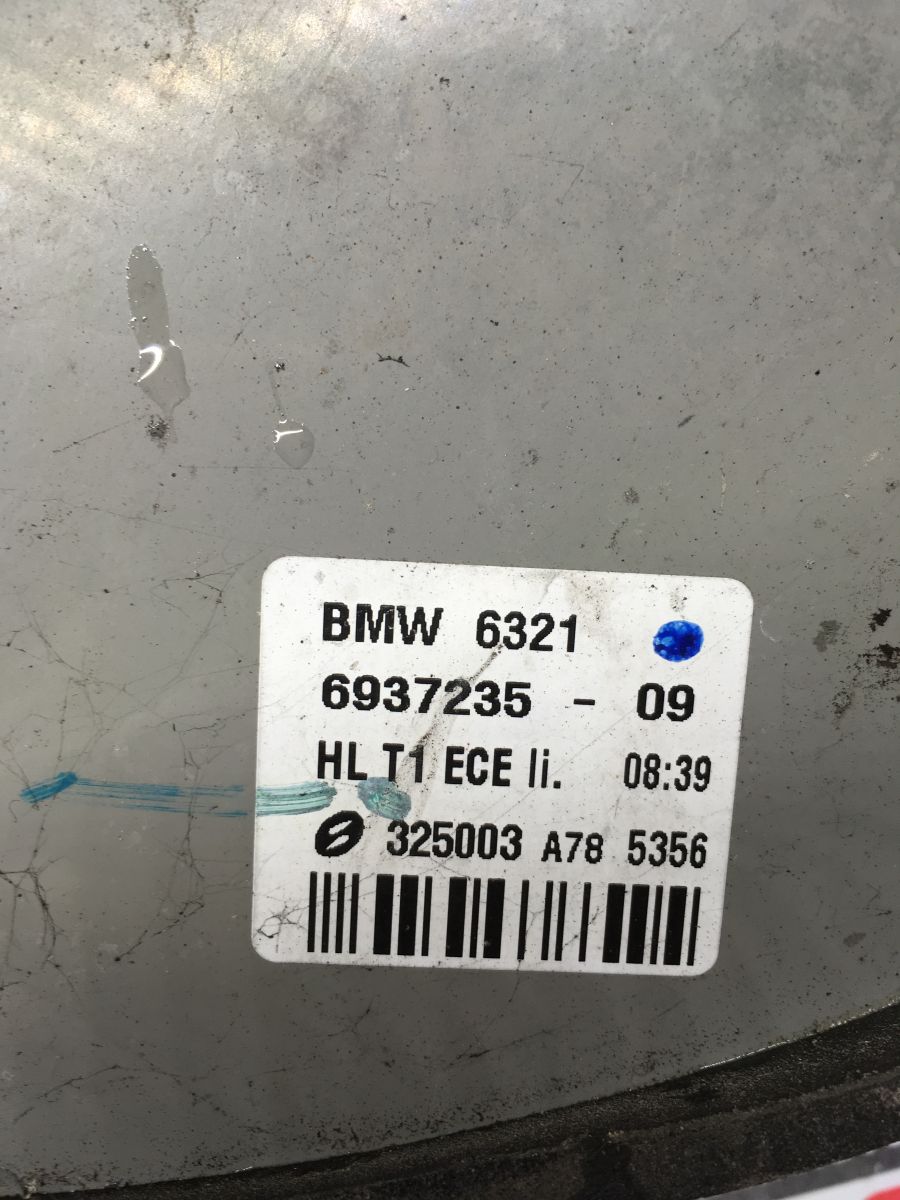 BMW 6321
6937235 - 09
HL T1 ECE li. 08:39
325003 A78 5356